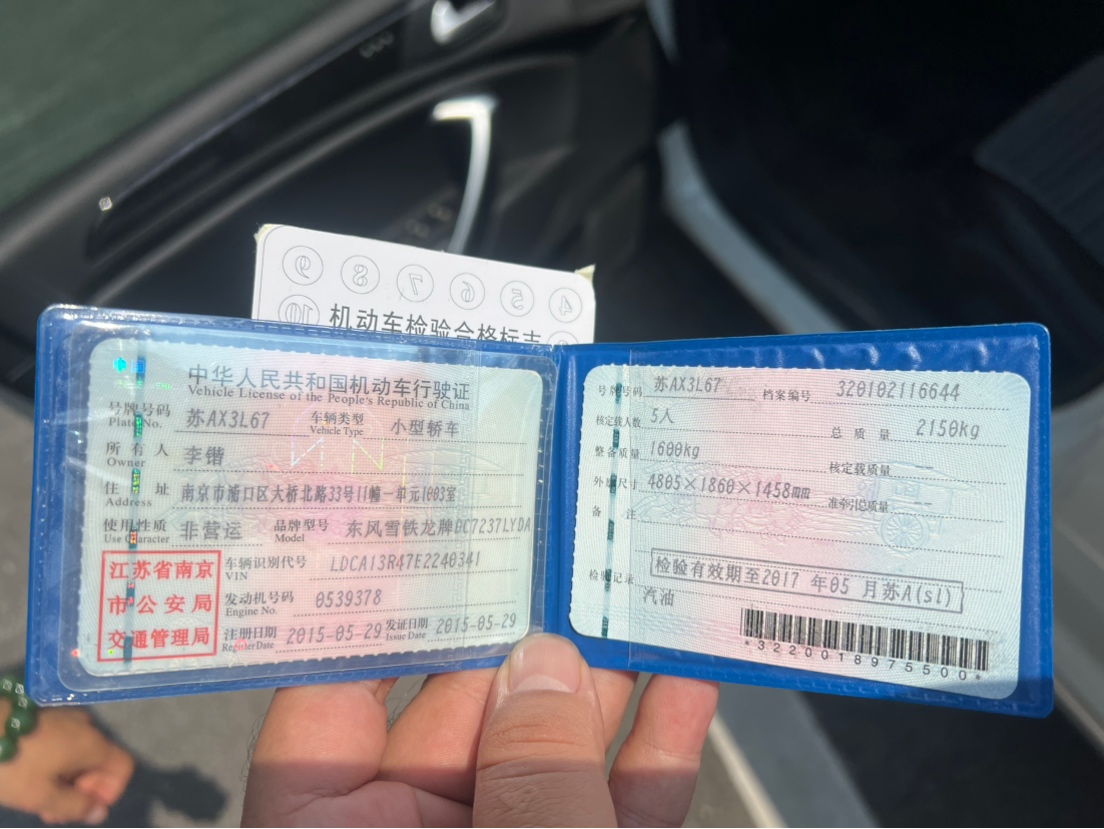 9 8 7 6 5 4
10
机动车检验合格标志
中华人民共和国机动车行驶证
Vehicle License of the People's Republic of China
号牌号码 苏AX3L67 车辆类型 小型轿车
Plate No. Vehicle Type
所有人 李锴
Owner
住址 南京市浦口区大桥北路33号11幢一单元1003室
Address
使用性质 非营运 品牌型号 东风雪铁龙牌DC7237LYDA
Use Character Model
江苏省南京
市公安局
交通管理局
车辆识别代号 LDCA13R47E2240341
VIN
发动机号码 0539378
Engine No.
注册日期 2015-05-29 发证日期 2015-05-29
Register Date Issue Date
号牌号码 苏AX3L67 档案编号 320102116644
核定载人数 5人 总质量 2150kg
整备质量 1600kg 核定载质量 --
外廓尺寸 4805×1860×1458mm 准牵引总质量 --
备注
检验记录 检验有效期至2017 年05 月苏A(sl)
汽油
*3220018975500*